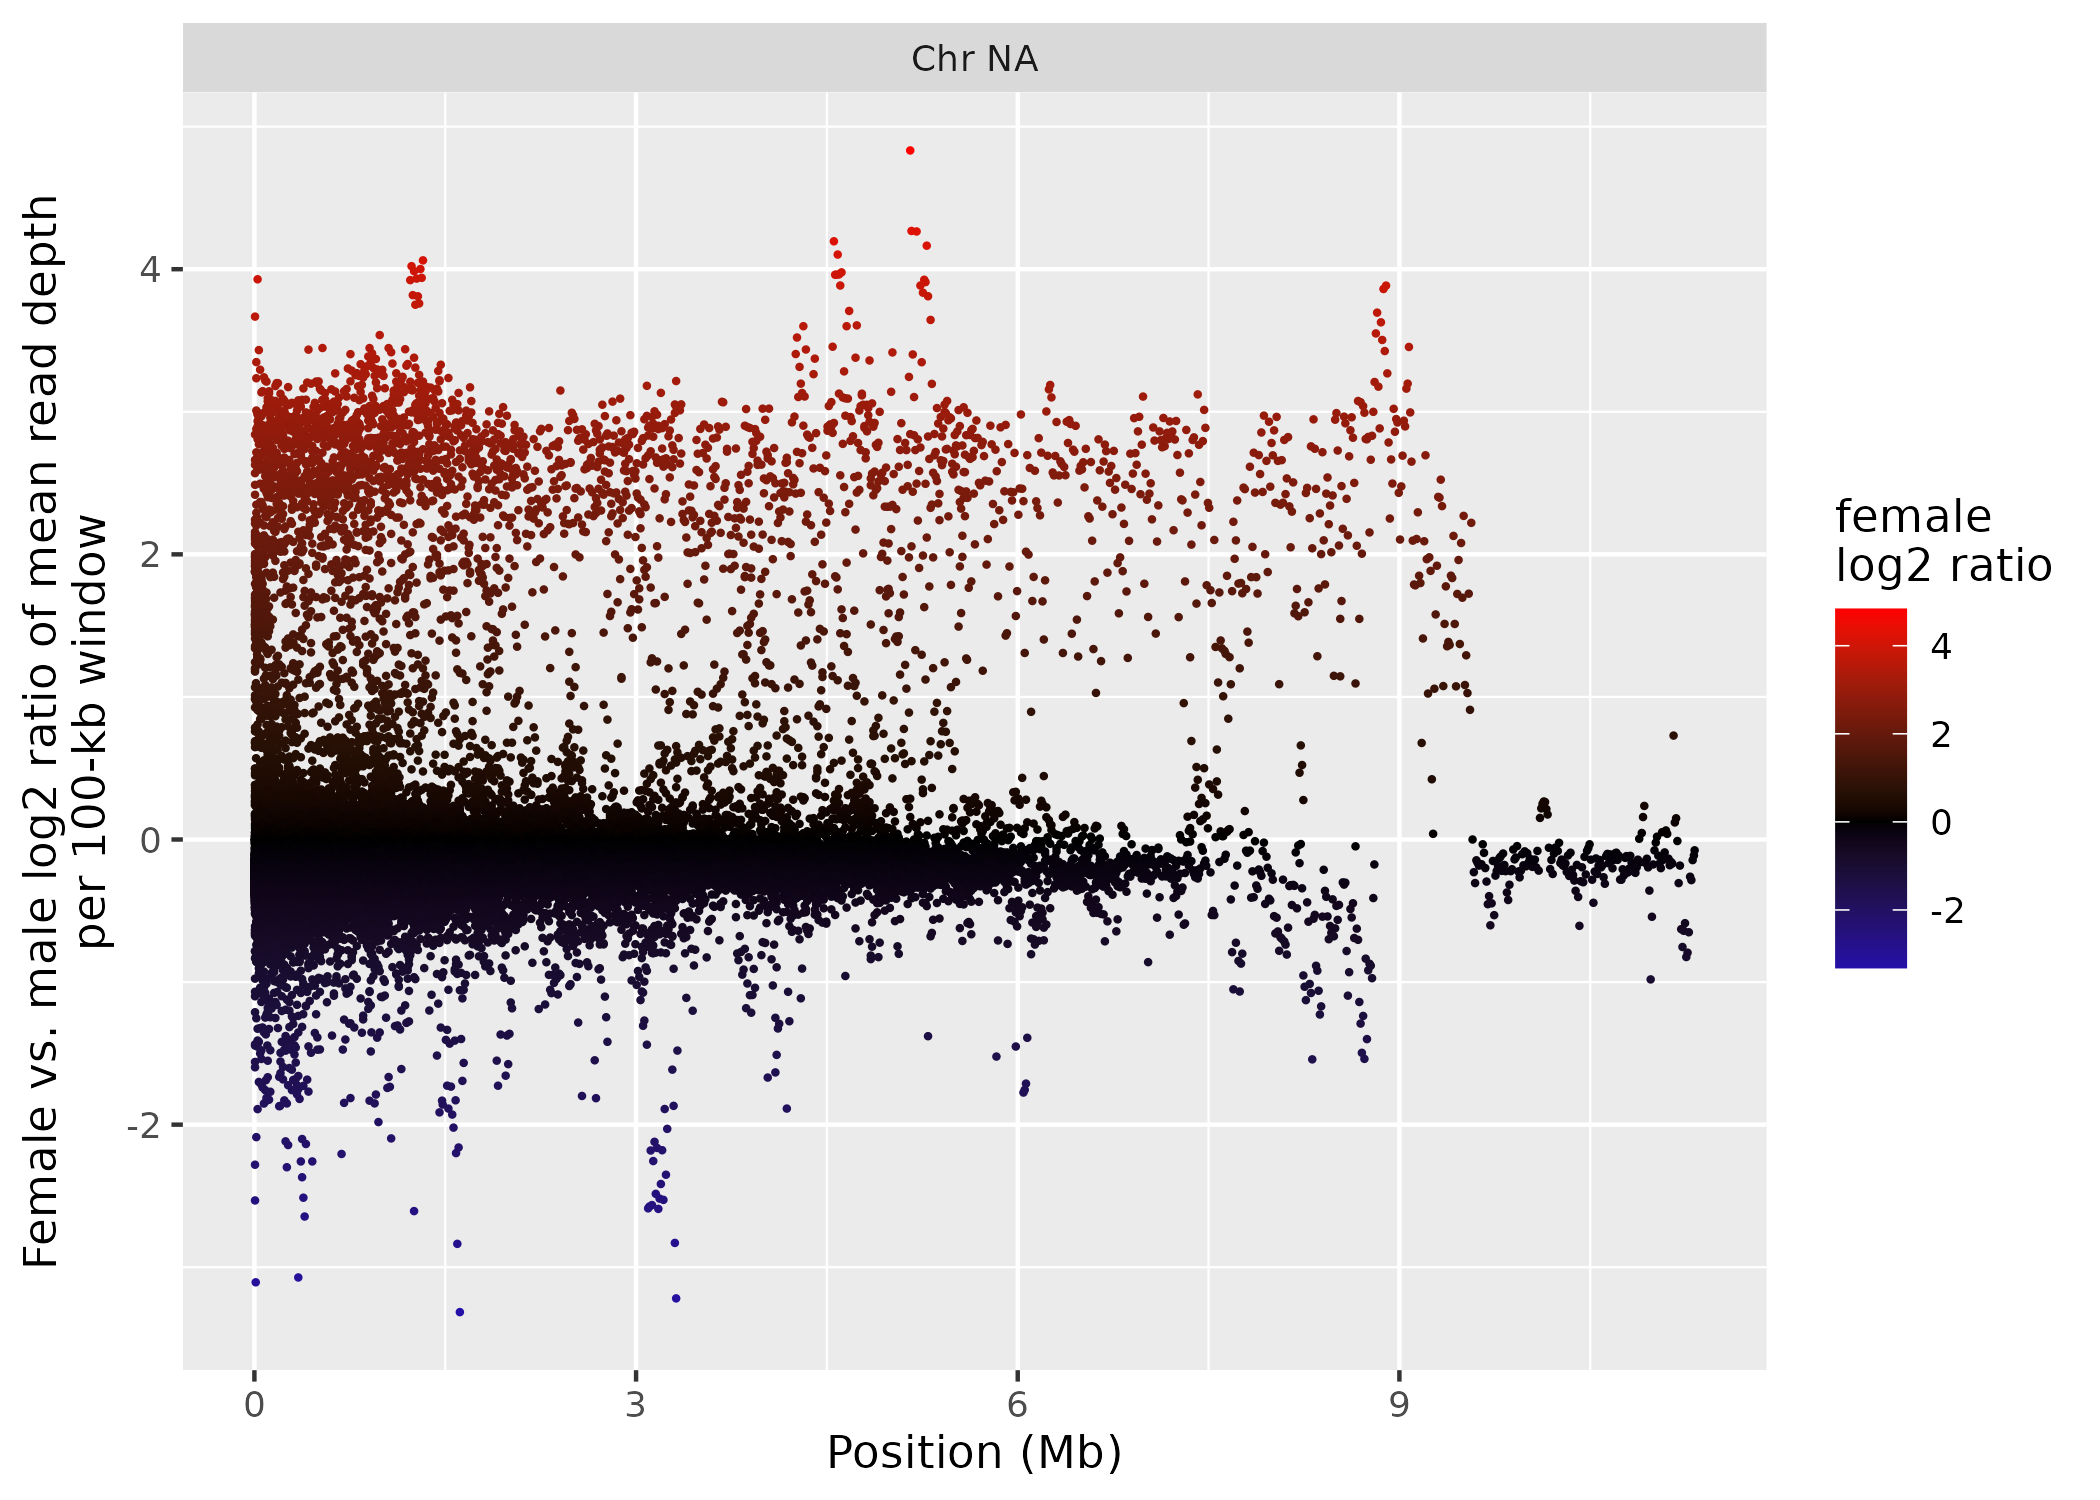 Chr NA
Female vs. male log2 ratio of mean read depth
per 100-kb window
4
2
0
-2
0
3
6
9
Position (Mb)
female
log2 ratio
4
2
0
-2